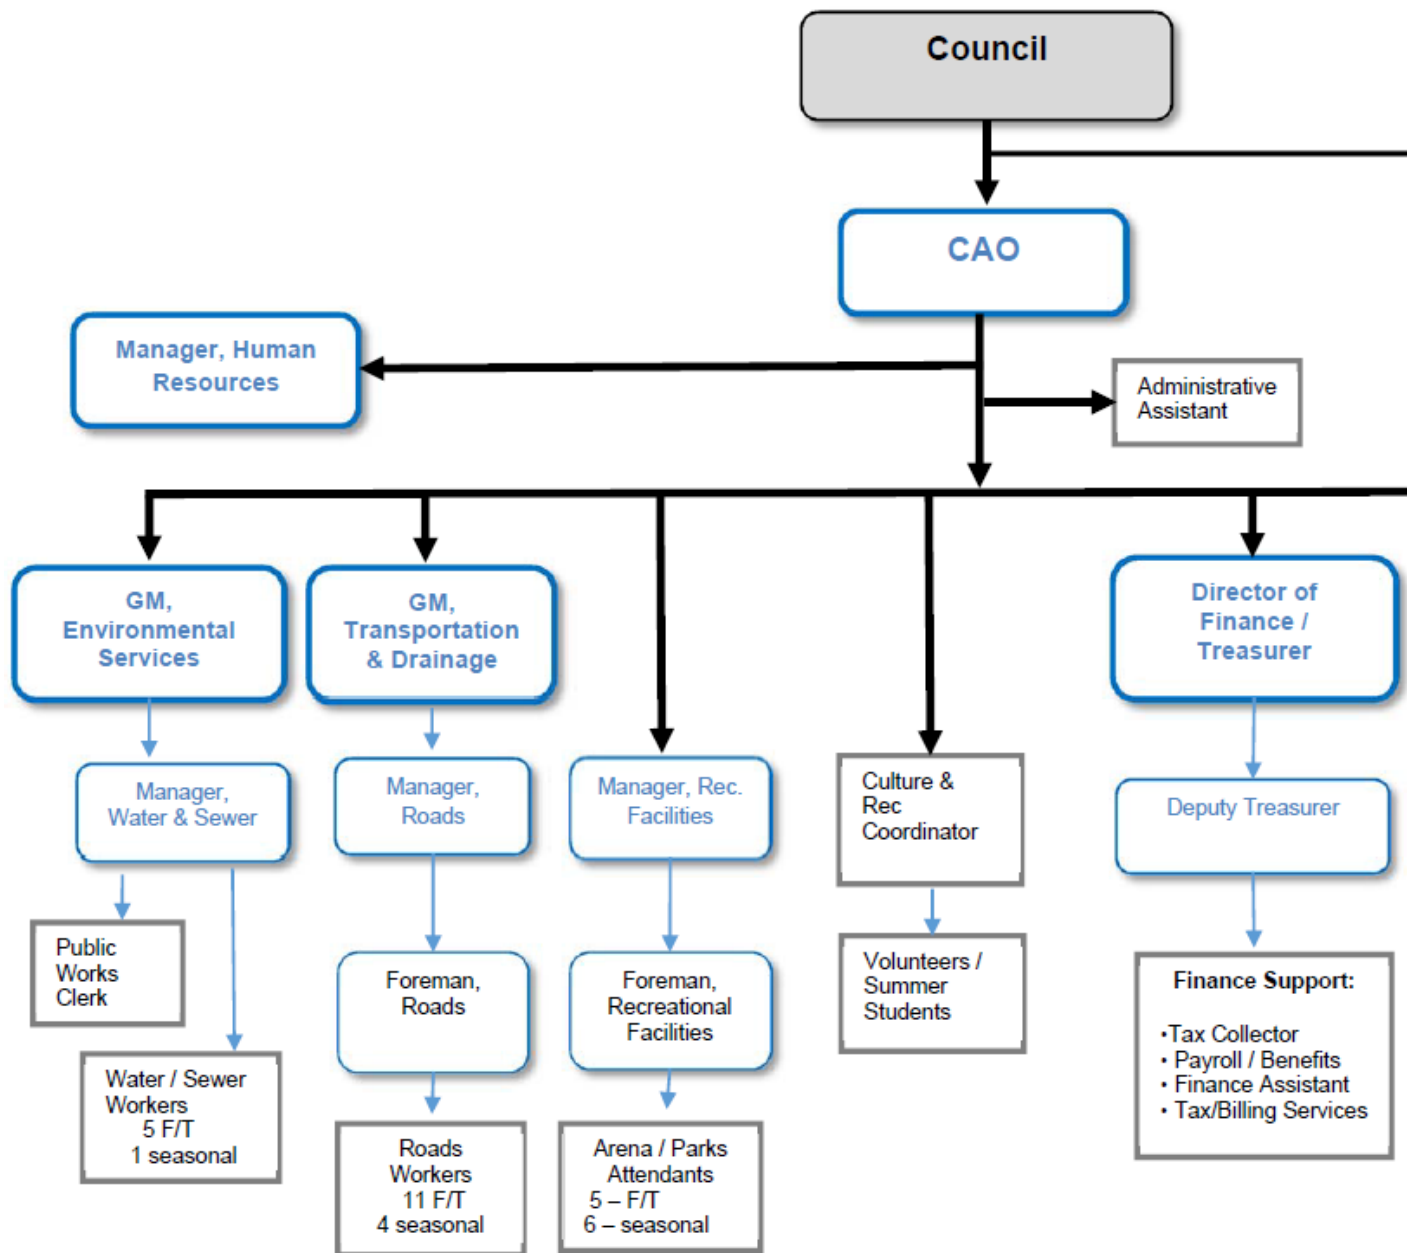 Council
CAO
Manager, Human
Resources
Administrative
Assistant
GM,
Environmental
Services
GM,
Transportation
& Drainage
Director of
Finance /
Treasurer
Manager,
Water & Sewer
Manager,
Roads
Manager, Rec.
Facilities
Culture &
Rec
Coordinator
Deputy Treasurer
Public
Works
Clerk
Foreman,
Roads
Foreman,
Recreational
Facilities
Volunteers /
Summer
Students
Finance Support:
•Tax Collector
• Payroll / Benefits
• Finance Assistant
• Tax/Billing Services
Water / Sewer
Workers
5 F/T
1 seasonal
Roads
Workers
11 F/T
4 seasonal
Arena / Parks
Attendants
5 – F/T
6 – seasonal